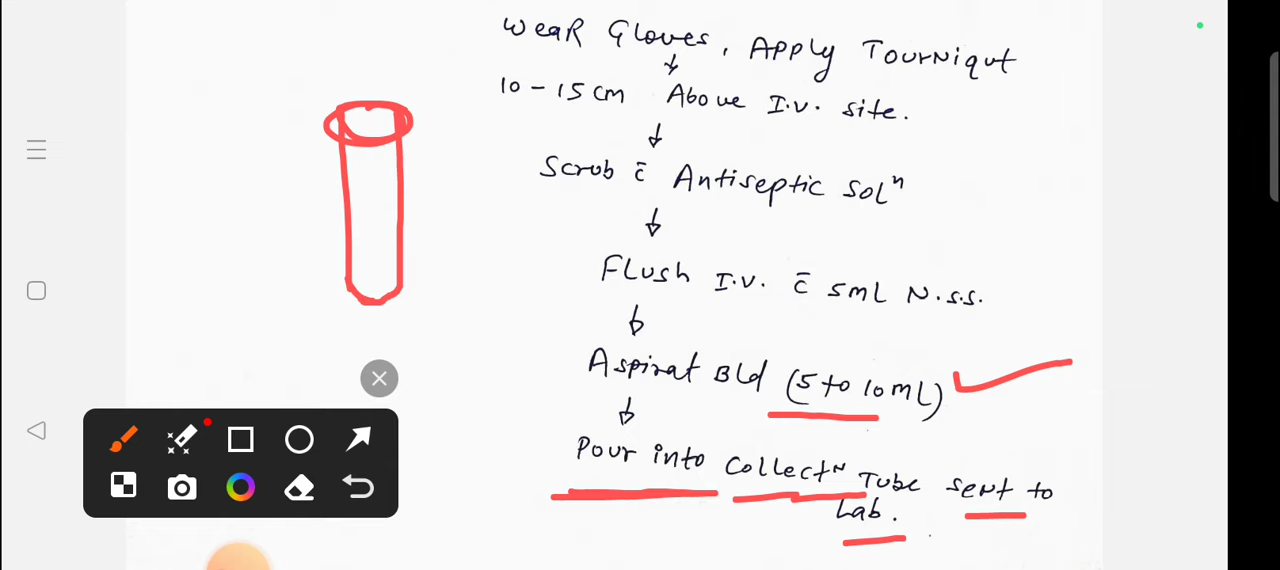 Wear Gloves, Apply Tourniqut
10 - 15 cm Above I.V. site.
Scrub c̄ Antiseptic Solⁿ
Flush I.V. c̄ 5mL N.S.S.
Aspirat Bld (5 to 10mL)
Pour into Collectᴺ Tube sent to
Lab.